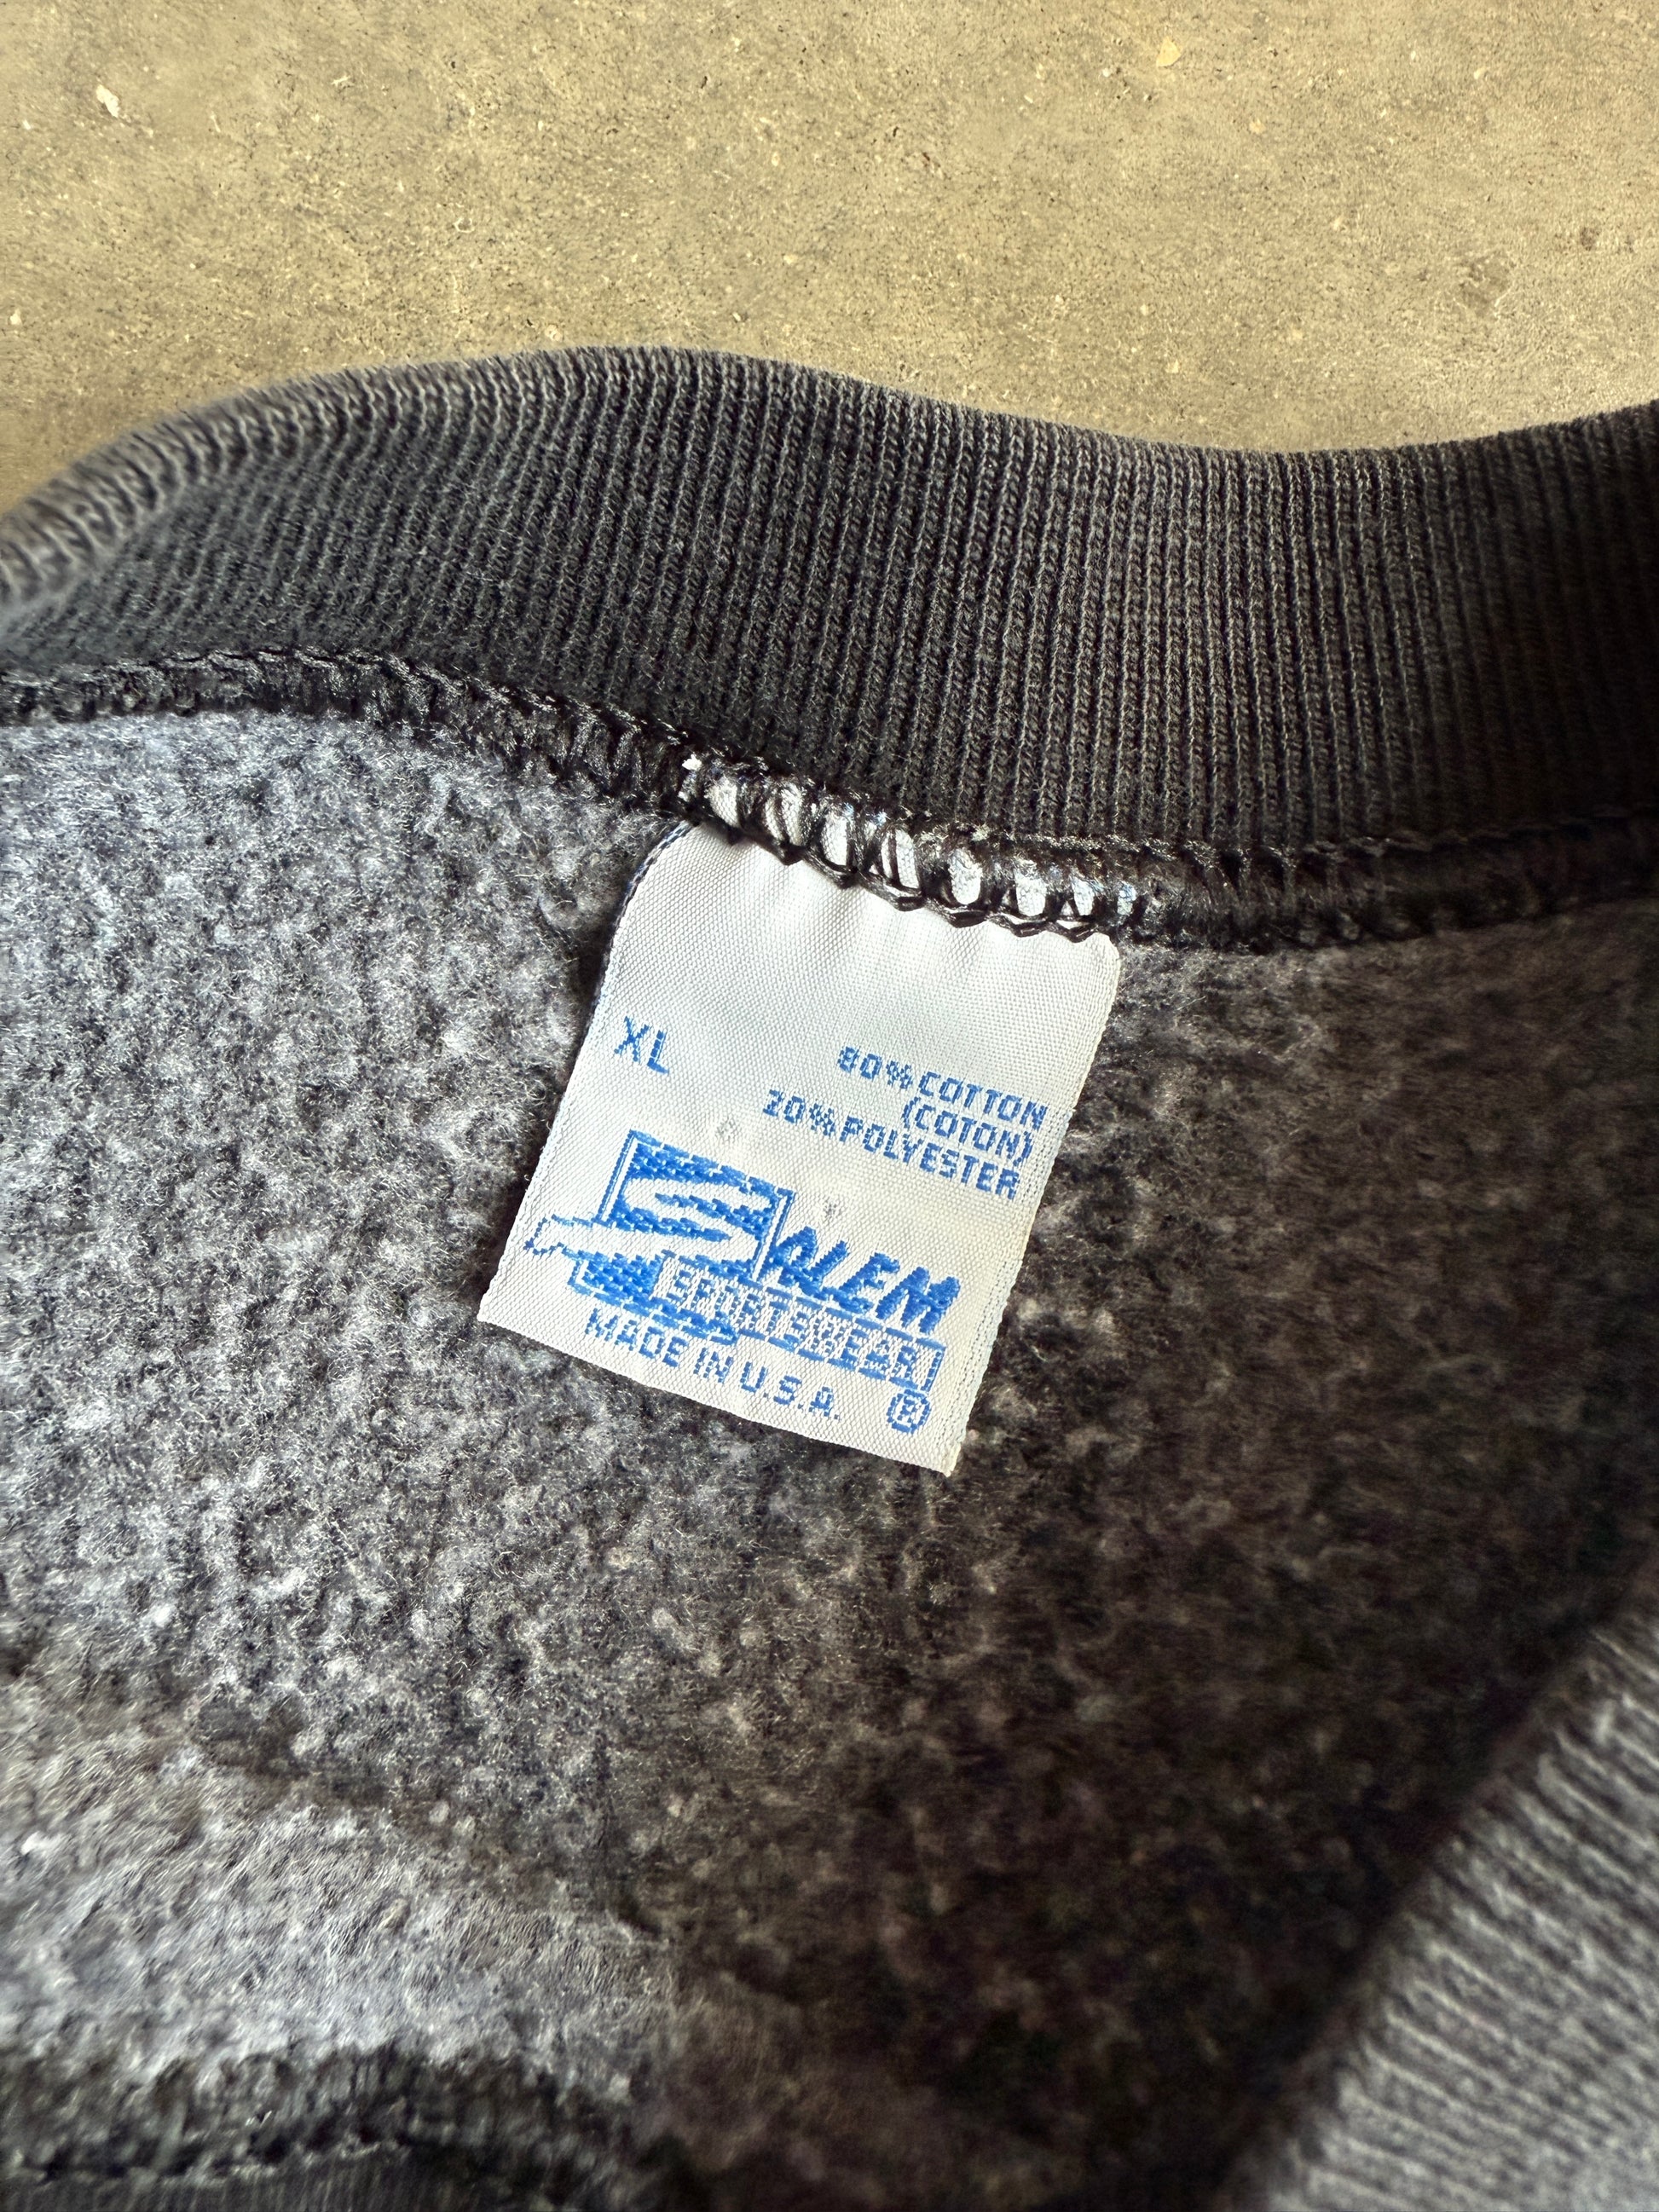 XL
80% COTTON
(COTON)
20% POLYESTER
SALEM
SPORTSWEAR
MADE IN U.S.A. ®